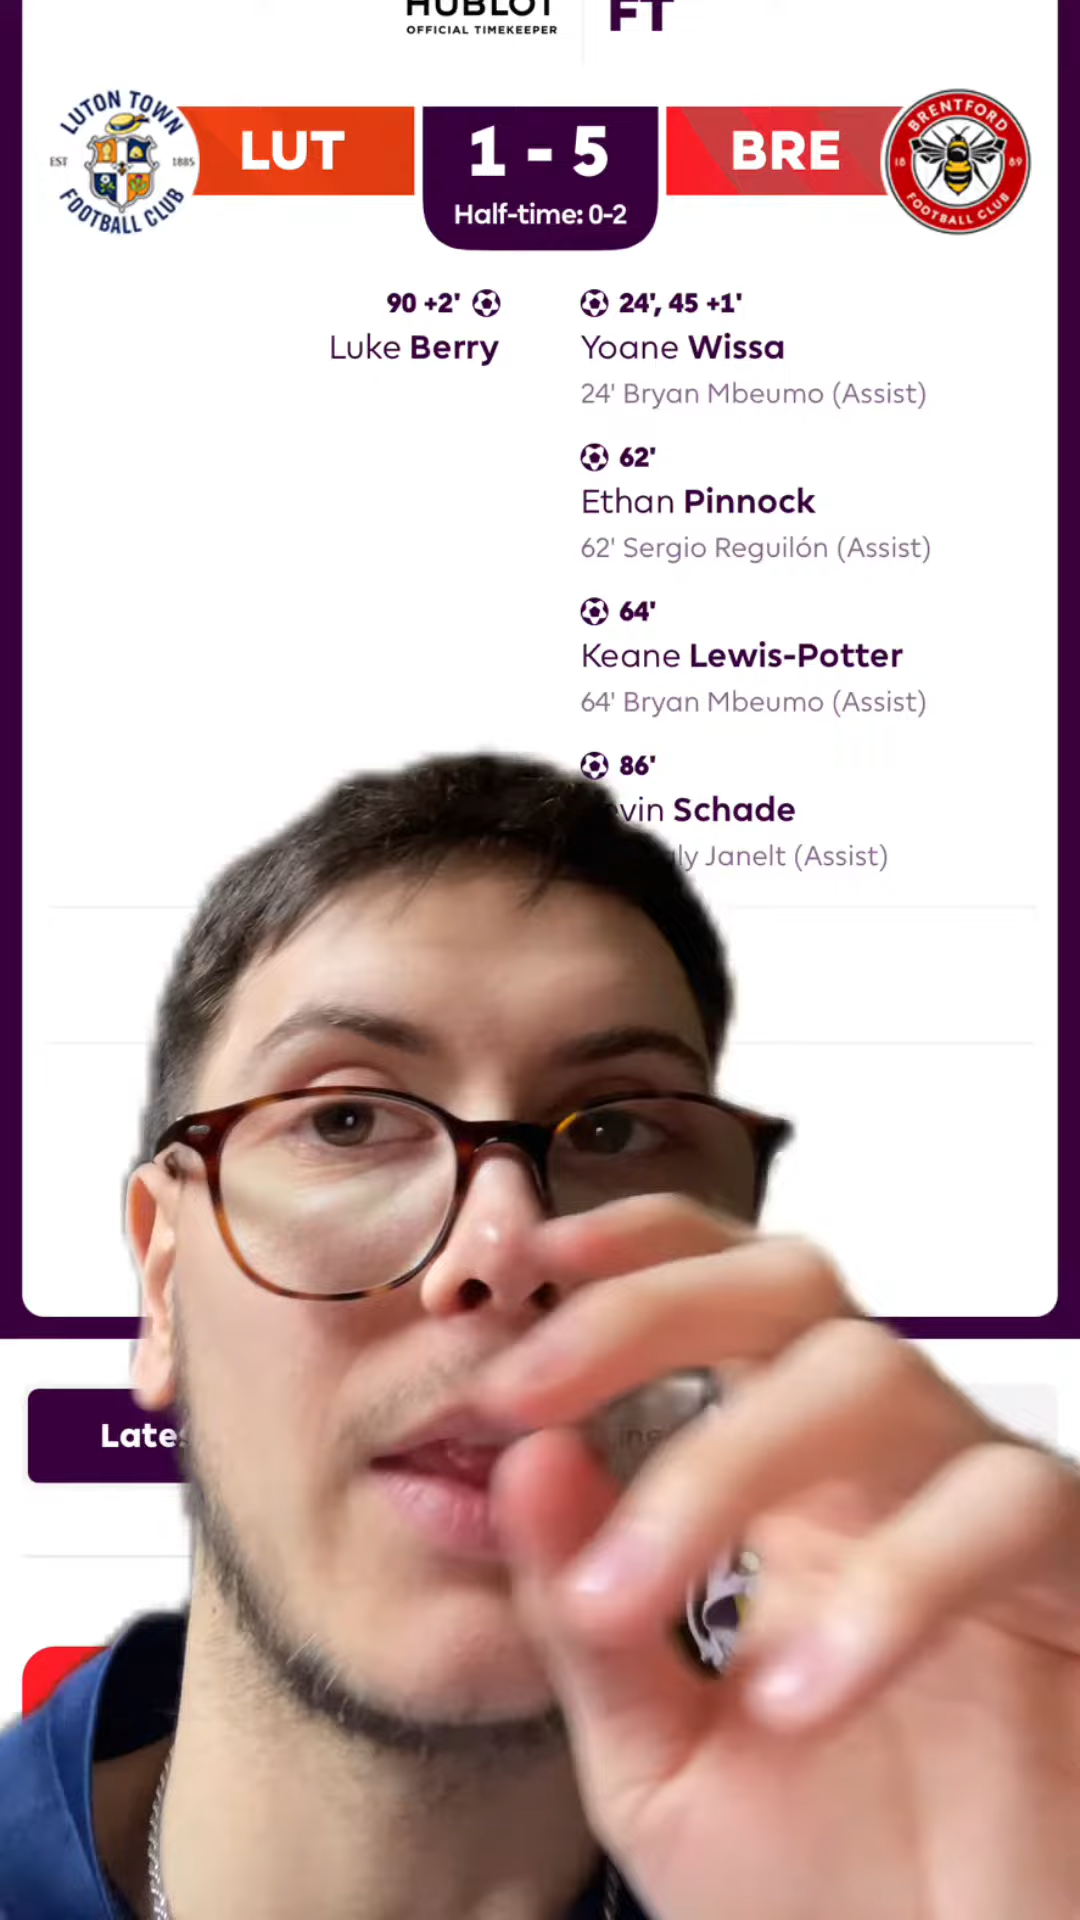 HUBLOT
OFFICIAL TIMEKEEPER
FT
LUTON TOWN
EST 1885
FOOTBALL CLUB
LUT
1 - 5
Half-time: 0-2
BRE
BRENTFORD
18 89
FOOTBALL CLUB
90 +2'
Luke Berry
24', 45 +1'
Yoane Wissa
24' Bryan Mbeumo (Assist)
62'
Ethan Pinnock
62' Sergio Reguilón (Assist)
64'
Keane Lewis-Potter
64' Bryan Mbeumo (Assist)
86'
vin Schade
ly Janelt (Assist)
Late